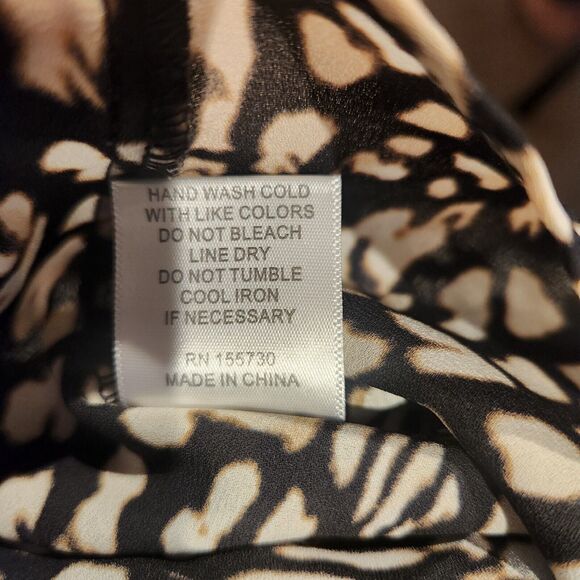 HAND WASH COLD
WITH LIKE COLORS
DO NOT BLEACH
LINE DRY
DO NOT TUMBLE
COOL IRON
IF NECESSARY
RN 155730
MADE IN CHINA